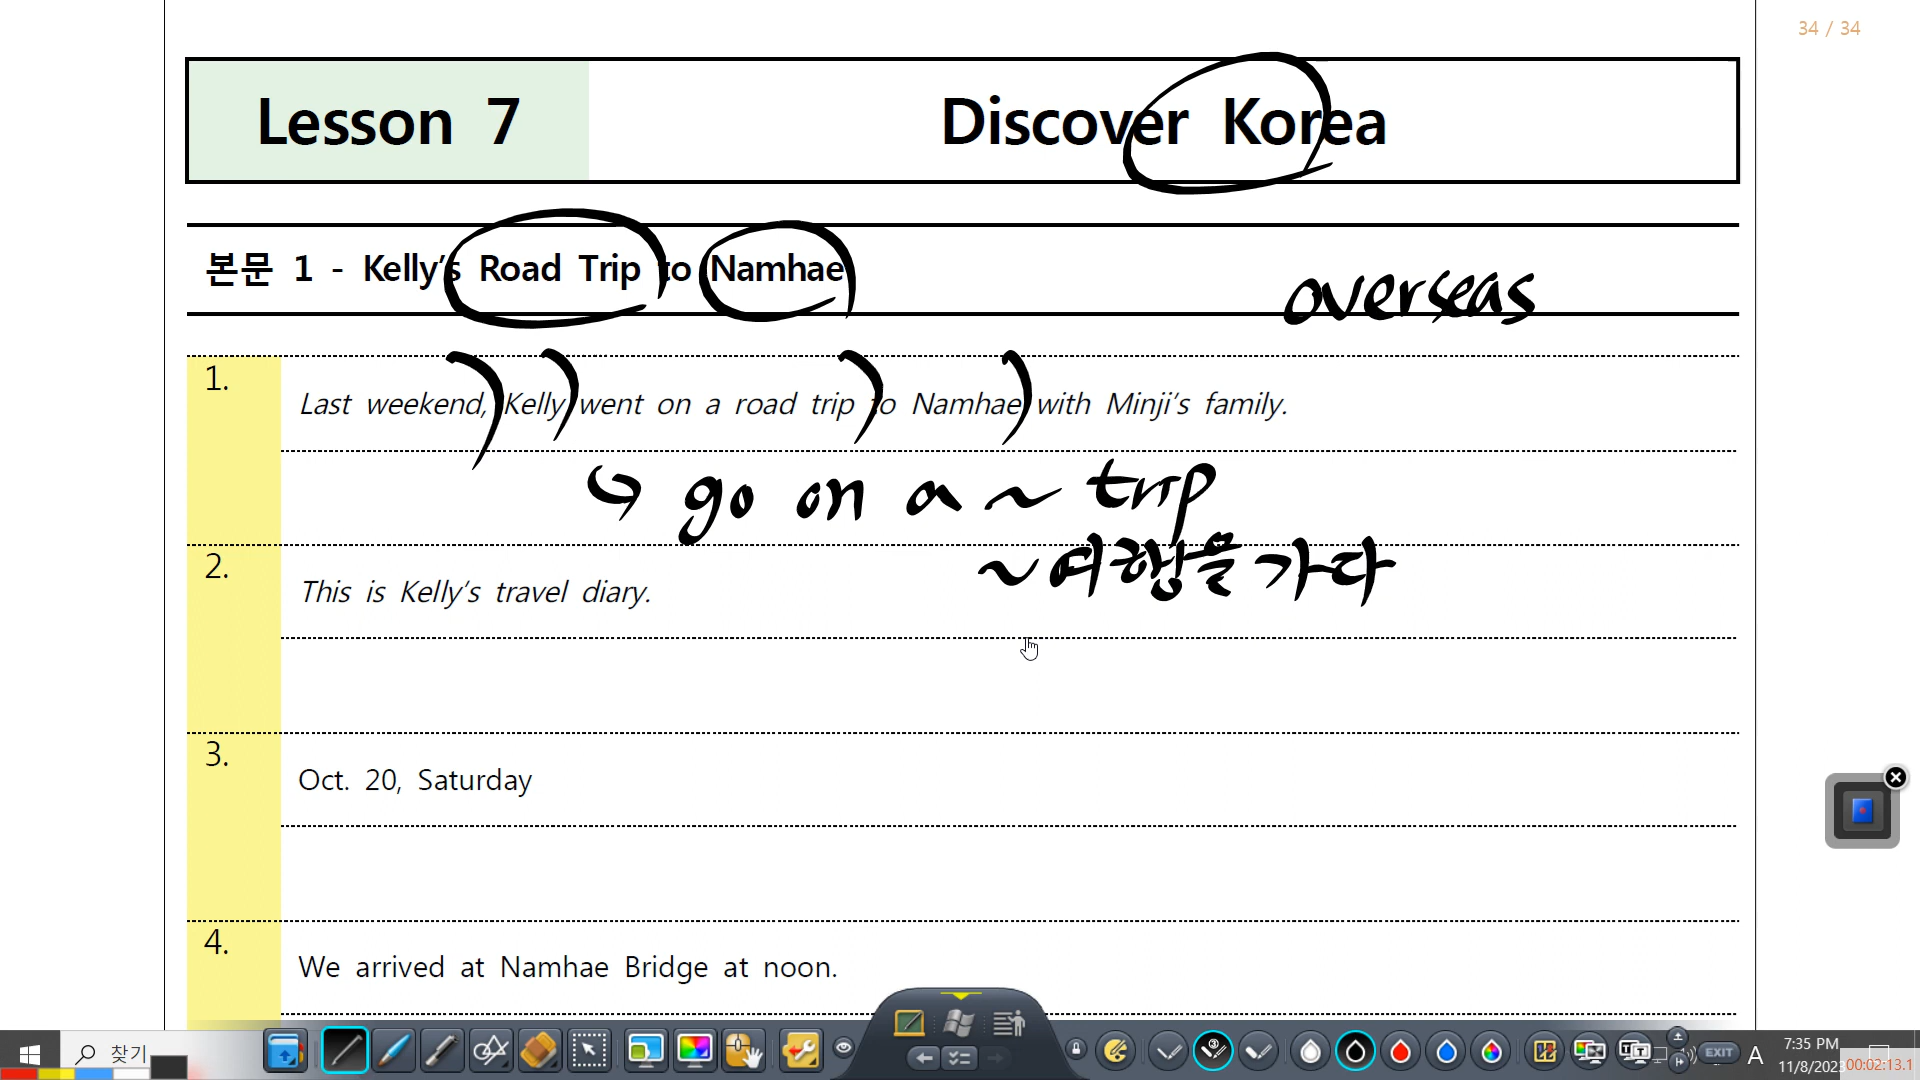 34 / 34
Lesson 7 Discover Korea
본문 1 - Kelly's Road Trip to Namhae
overseas
1.
Last weekend, Kelly went on a road trip to Namhae with Minji's family.
go on a ~ trip
~여행을 가다
2.
This is Kelly's travel diary.
3.
Oct. 20, Saturday
4.
We arrived at Namhae Bridge at noon.
찾기
EXIT
A
7:35 PM
11/8/2023
00:02:13.1